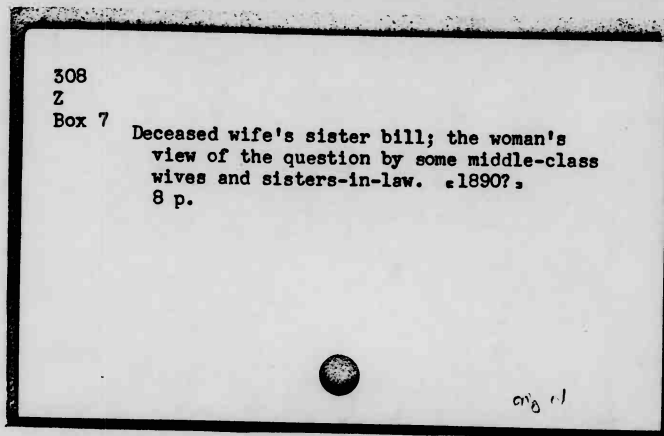 308
Z
Box 7
Deceased wife's sister bill; the woman's
view of the question by some middle-class
wives and sisters-in-law. [1890?]
8 p.